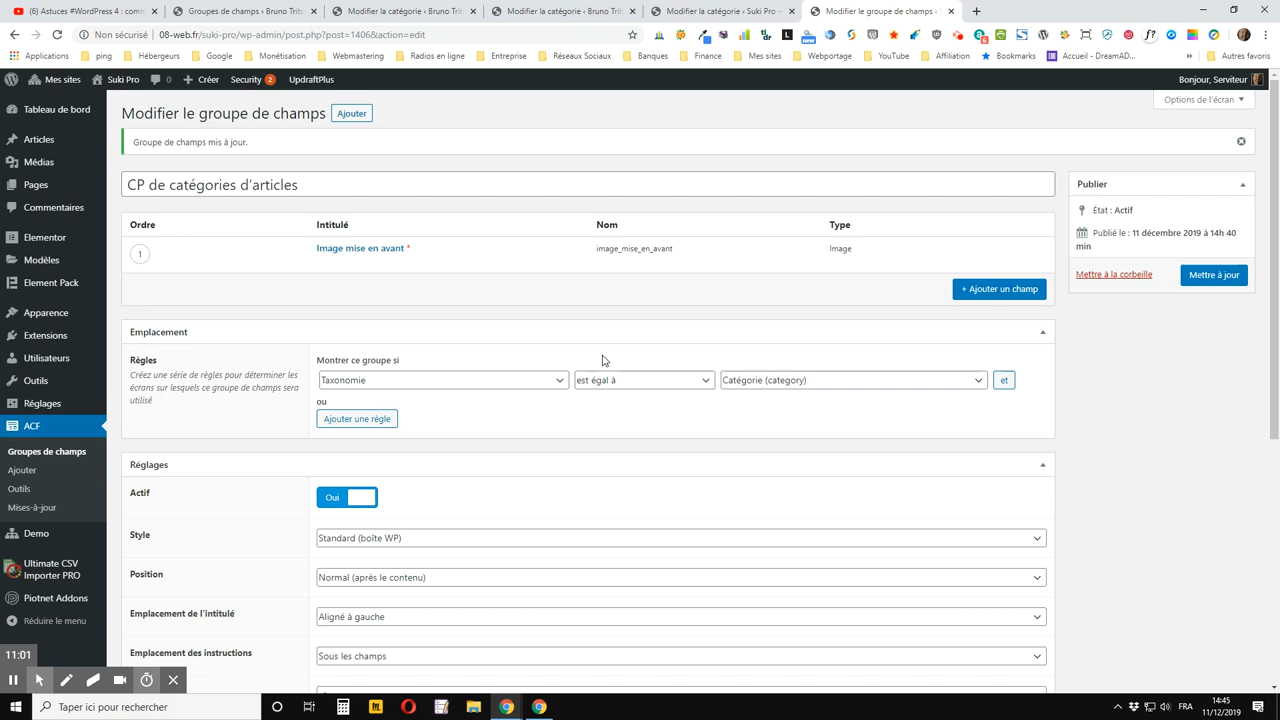 (6) Astuces #WordPress 4 : comm
Groupes de champs ‹ Bruno Trits
Modifier la catégorie ‹ Bruno Trit
Modifier la catégorie ‹ Bruno Trits
Modifier la catégorie ‹ Suki Pro —
Modifier le groupe de champs ‹ S
Non sécurisé
08-web.fr/suki-pro/wp-admin/post.php?post=1406&action=edit
Applications
ping
Hébergeurs
Google
Monétisation
Webmastering
Radios en ligne
Entreprise
Réseaux Sociaux
Banques
Finance
Mes sites
Webportage
YouTube
Affiliation
Bookmarks
Accueil - DreamAD...
»
Autres favoris
Mes sites
Suki Pro
0
Créer
Security 2
UpdraftPlus
Bonjour, Serviteur
Options de l'écran
Tableau de bord
Articles
Médias
Pages
Commentaires
Elementor
Modèles
Element Pack
Apparence
Extensions
Utilisateurs
Outils
Réglages
ACF
Groupes de champs
Ajouter
Outils
Mises-à-jour
Demo
Ultimate CSV
Importer PRO
Piotnet Addons
Réduire le menu
Modifier le groupe de champs
Ajouter
Groupe de champs mis à jour.
CP de catégories d'articles
Ordre
Intitulé
Nom
Type
1
Image mise en avant *
image_mise_en_avant
Image
+ Ajouter un champ
Emplacement
Règles
Créez une série de règles pour déterminer les
écrans sur lesquels ce groupe de champs sera
utilisé
Montrer ce groupe si
Taxonomie
est égal à
Catégorie (category)
et
ou
Ajouter une règle
Réglages
Actif
Oui
Style
Standard (boîte WP)
Position
Normal (après le contenu)
Emplacement de l'intitulé
Aligné à gauche
Emplacement des instructions
Sous les champs
Publier
État : Actif
Publié le : 11 décembre 2019 à 14h 40
min
Mettre à la corbeille
Mettre à jour
11:01
Taper ici pour rechercher
FRA
14:45
11/12/2019